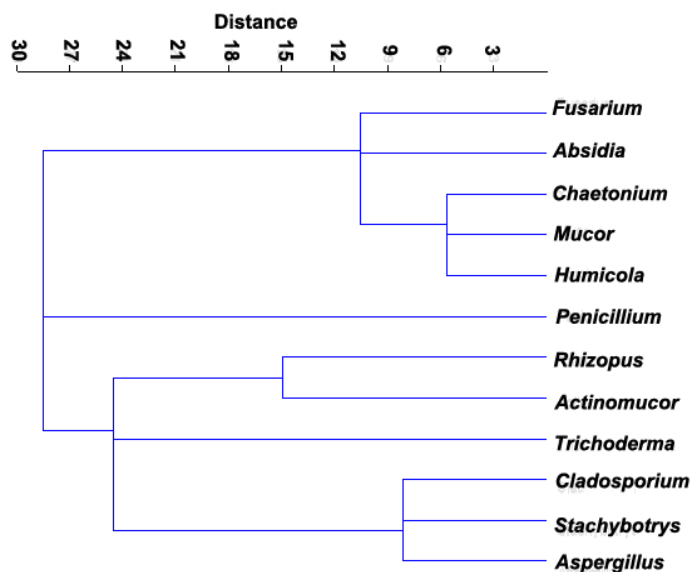 Distance
30 27 24 21 18 15 12 9 6 3
Fusarium
Absidia
Chaetonium
Mucor
Humicola
Penicillium
Rhizopus
Actinomucor
Trichoderma
Cladosporium
Stachybotrys
Aspergillus